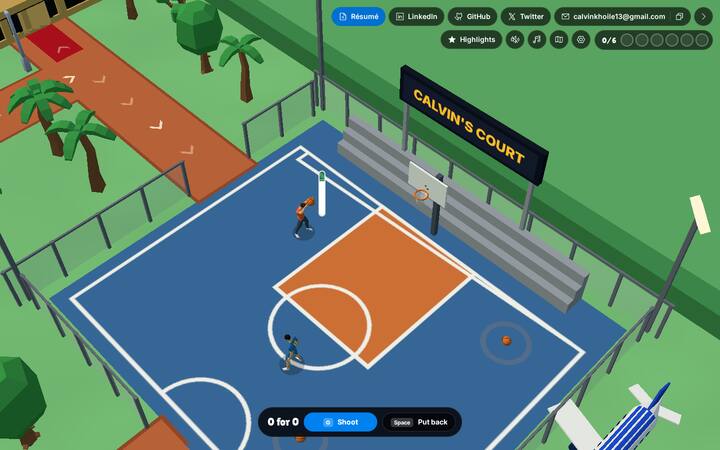 Résumé
LinkedIn
GitHub
Twitter
calvinkhoile13@gmail.com
Highlights
0/6
CALVIN'S COURT
0 for 0
Shoot
Space
Put back